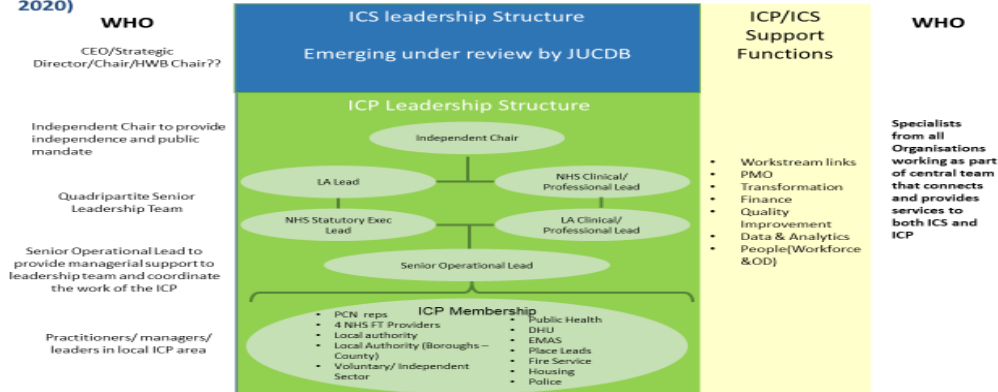 2020)
WHO
CEO/Strategic
Director/Chair/HWB Chair??
Independent Chair to provide
independence and public
mandate
Quadripartite Senior
Leadership Team
Senior Operational Lead to
provide managerial support to
leadership team and coordinate
the work of the ICP
Practitioners/ managers/
leaders in local ICP area
ICS leadership Structure
Emerging under review by JUCDB
ICP Leadership Structure
Independent Chair
LA Lead
NHS Clinical/
Professional Lead
NHS Statutory Exec
Lead
LA Clinical/
Professional Lead
Senior Operational Lead
ICP Membership
• PCN reps
• 4 NHS FT Providers
• Local authority
• Local Authority (Boroughs –
County)
• Voluntary/ Independent
Sector
• Public Health
• DHU
• EMAS
• Place Leads
• Fire Service
• Housing
• Police
ICP/ICS
Support
Functions
• Workstream links
• PMO
• Transformation
• Finance
• Quality
Improvement
• Data & Analytics
• People(Workforce
&OD)
WHO
Specialists
from all
Organisations
working as part
of central team
that connects
and provides
services to
both ICS and
ICP